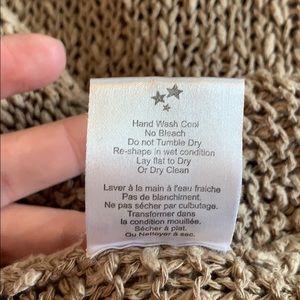 Hand Wash Cool
No Bleach
Do not Tumble Dry
Re-shape in wet condition
Lay flat to Dry
Or Dry Clean
Laver à la main à l'eau fraiche
Pas de blanchiment.
Ne pas sécher par culbutage.
Transformer dans
la condition mouillée.
Sécher à plat.
Ou Nettoyer à sec.